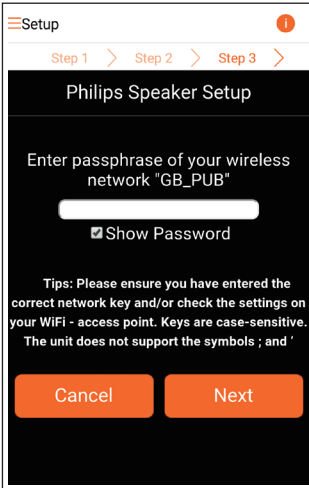 Setup
Step 1 Step 2 Step 3
Philips Speaker Setup
Enter passphrase of your wireless
network "GB_PUB"
Show Password
Tips: Please ensure you have entered the
correct network key and/or check the settings on
your WiFi - access point. Keys are case-sensitive.
The unit does not support the symbols ; and ′
Cancel Next